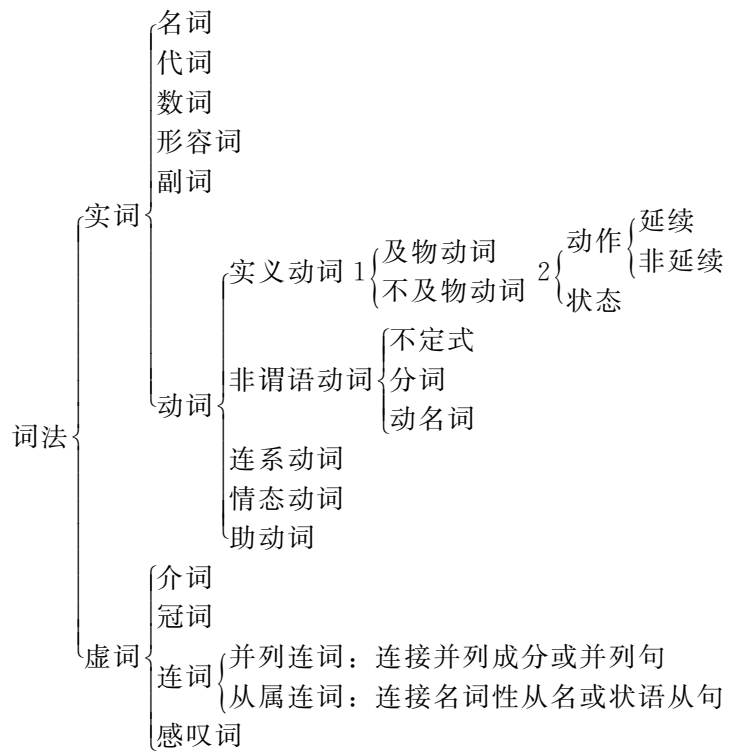 名词
代词
数词
形容词
副词
实词
延续
动作
非延续
及物动词
实义动词 1 2
不及物动词
状态
不定式
非谓语动词
分词
动词
动名词
词法
连系动词
情态动词
助动词
介词
冠词
虚词
并列连词：连接并列成分或并列句
连词
从属连词：连接名词性从名或状语从句
感叹词